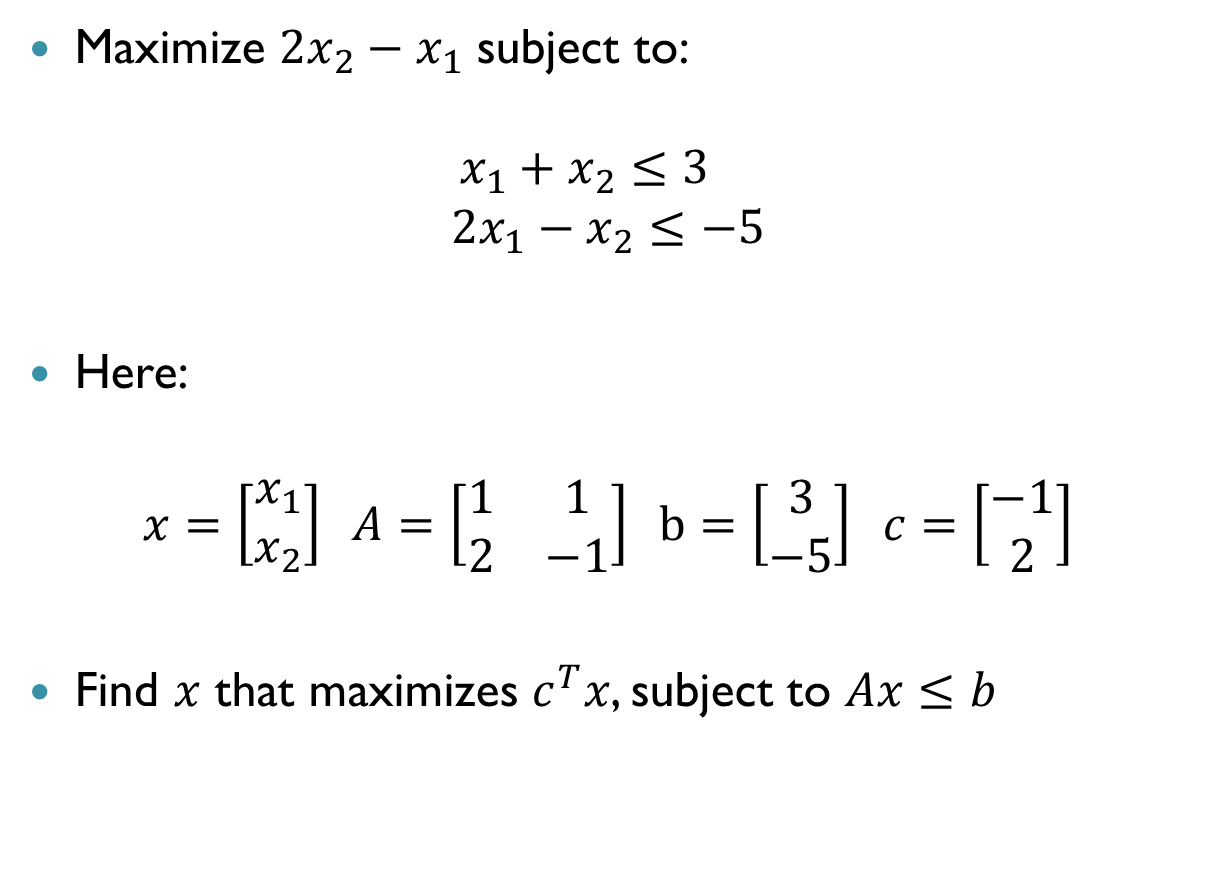 • Maximize 2x₂ − x₁ subject to:
x₁ + x₂ ≤ 3
2x₁ − x₂ ≤ −5
• Here:
x = [x₁ x₂] A = [1 1 2 −1] b = [3 −5] c = [−1 2]
• Find x that maximizes cᵀx, subject to Ax ≤ b